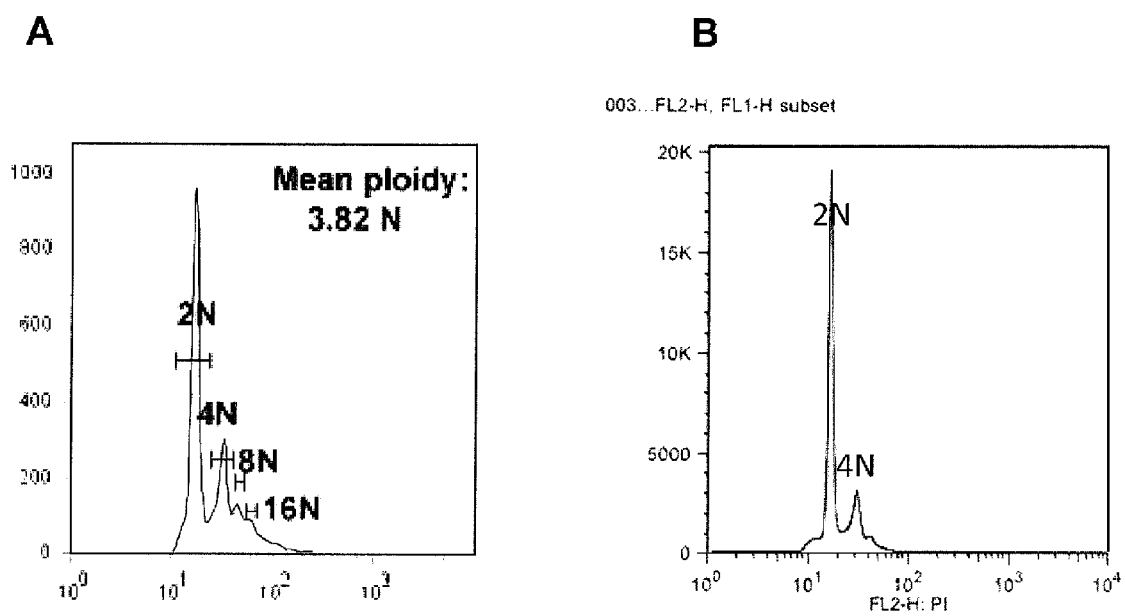 A
B
003...FL2-H, FL1-H subset
Mean ploidy:
3.82 N
1000
800
600
400
200
0
2N
4N
8N
16N
10^0
10^1
10^2
10^3
20K
15K
10K
5000
0
2N
4N
10^0
10^1
10^2
10^3
10^4
FL2-H: PI